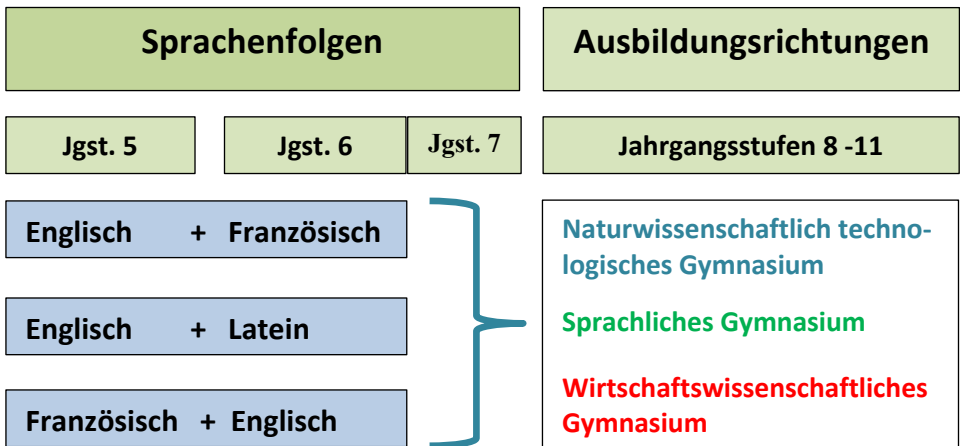 Sprachenfolgen
Ausbildungsrichtungen
Jgst. 5
Jgst. 6
Jgst. 7
Jahrgangsstufen 8 -11
Englisch + Französisch
Englisch + Latein
Französisch + Englisch
Naturwissenschaftlich techno-
logisches Gymnasium
Sprachliches Gymnasium
Wirtschaftswissenschaftliches
Gymnasium